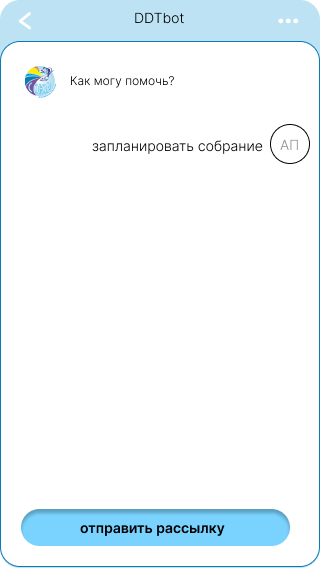 DDTbot
Как могу помочь?
запланировать собрание
АП
отправить рассылку